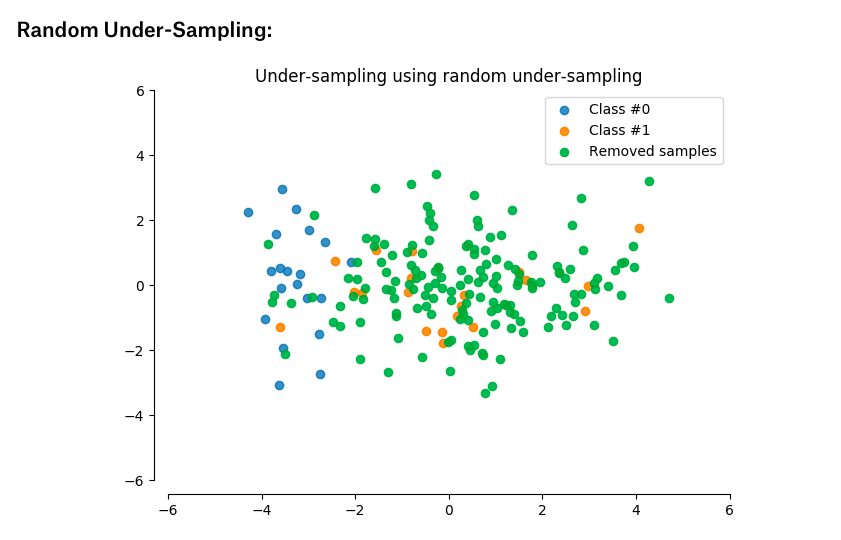 Random Under-Sampling:
Under-sampling using random under-sampling
Class #0
Class #1
Removed samples
6
4
2
0
−2
−4
−6
−6 −4 −2 0 2 4 6